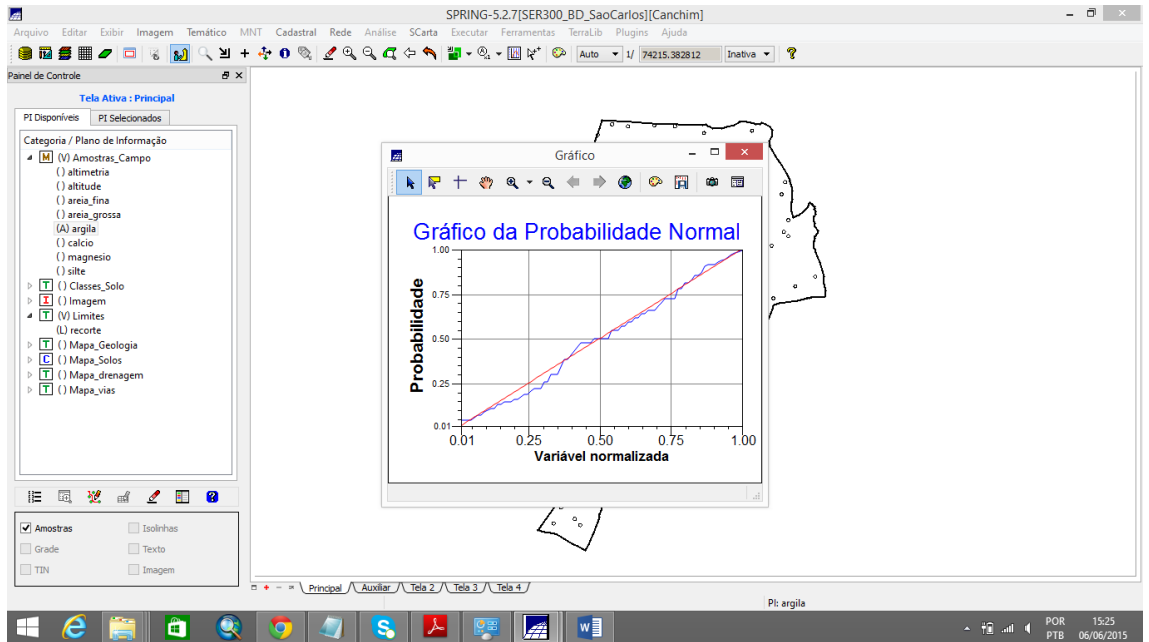 SPRING-5.2.7[SER300_BD_SaoCarlos][Canchim]
Arquivo Editar Exibir Imagem Temático MNT Cadastral Rede Análise SCarta Executar Ferramentas TerraLib Plugins Ajuda
Auto 1/ 74215.382812 Inativa
Painel de Controle
Tela Ativa : Principal
PI Disponíveis PI Selecionados
Categoria / Plano de Informação
M (V) Amostras_Campo
() altimetria
() altitude
() areia_fina
() areia_grossa
(A) argila
() calcio
() magnesio
() silte
T () Classes_Solo
I () Imagem
T (V) Limites
(L) recorte
T () Mapa_Geologia
C () Mapa_Solos
T () Mapa_drenagem
T () Mapa_vias
Amostras Isolinhas
Grade Texto
TIN Imagem
Gráfico
Gráfico da Probabilidade Normal
Probabilidade
1.00
0.75
0.50
0.25
0.01
0.01 0.25 0.50 0.75 1.00
Variável normalizada
Principal Auxiliar Tela 2 Tela 3 Tela 4
PI: argila
POR 15:25
PTB 06/06/2015